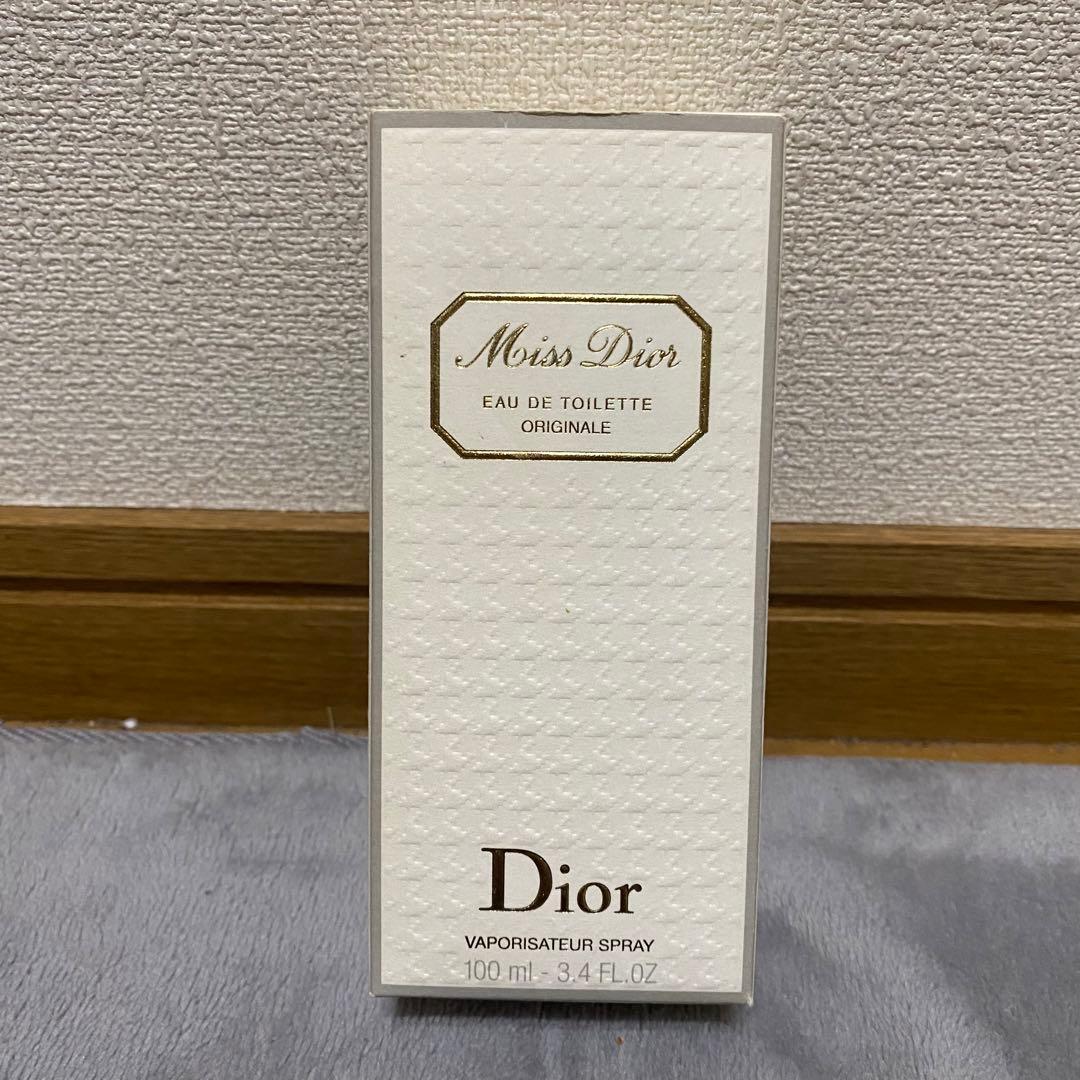 Miss Dior
EAU DE TOILETTE
ORIGINALE
Dior
VAPORISATEUR SPRAY
100 ml - 3.4 FL.OZ